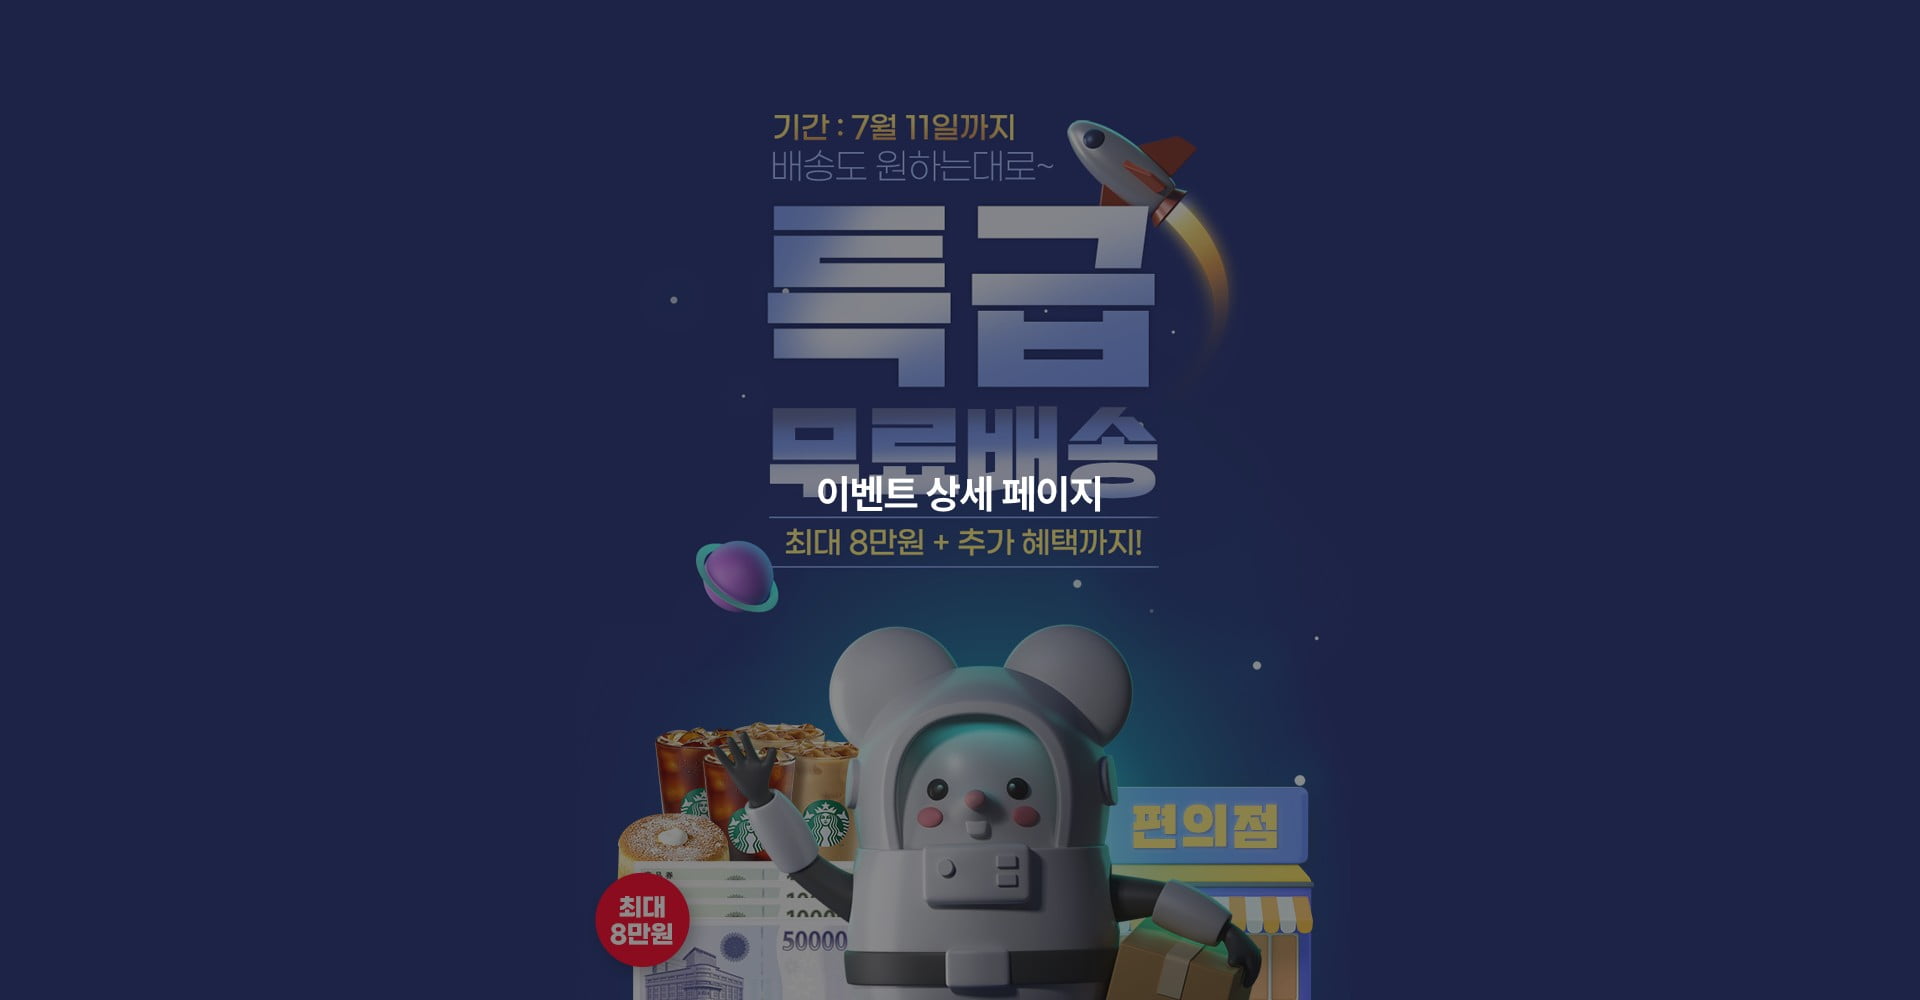 기간 : 7월 11일까지
배송도 원하는대로~
특급
무료배송
이벤트 상세 페이지
최대 8만원 + 추가 혜택까지!
편의점
최대
8만원
50000